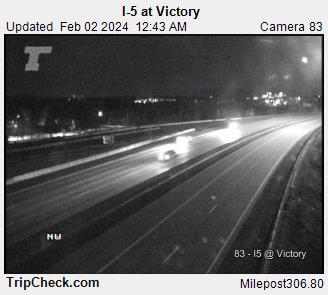 I-5 at Victory
Updated Feb 02 2024 12:43 AM Camera 83
T
NW
83 - I5 @ Victory
TripCheck.com Milepost306.80